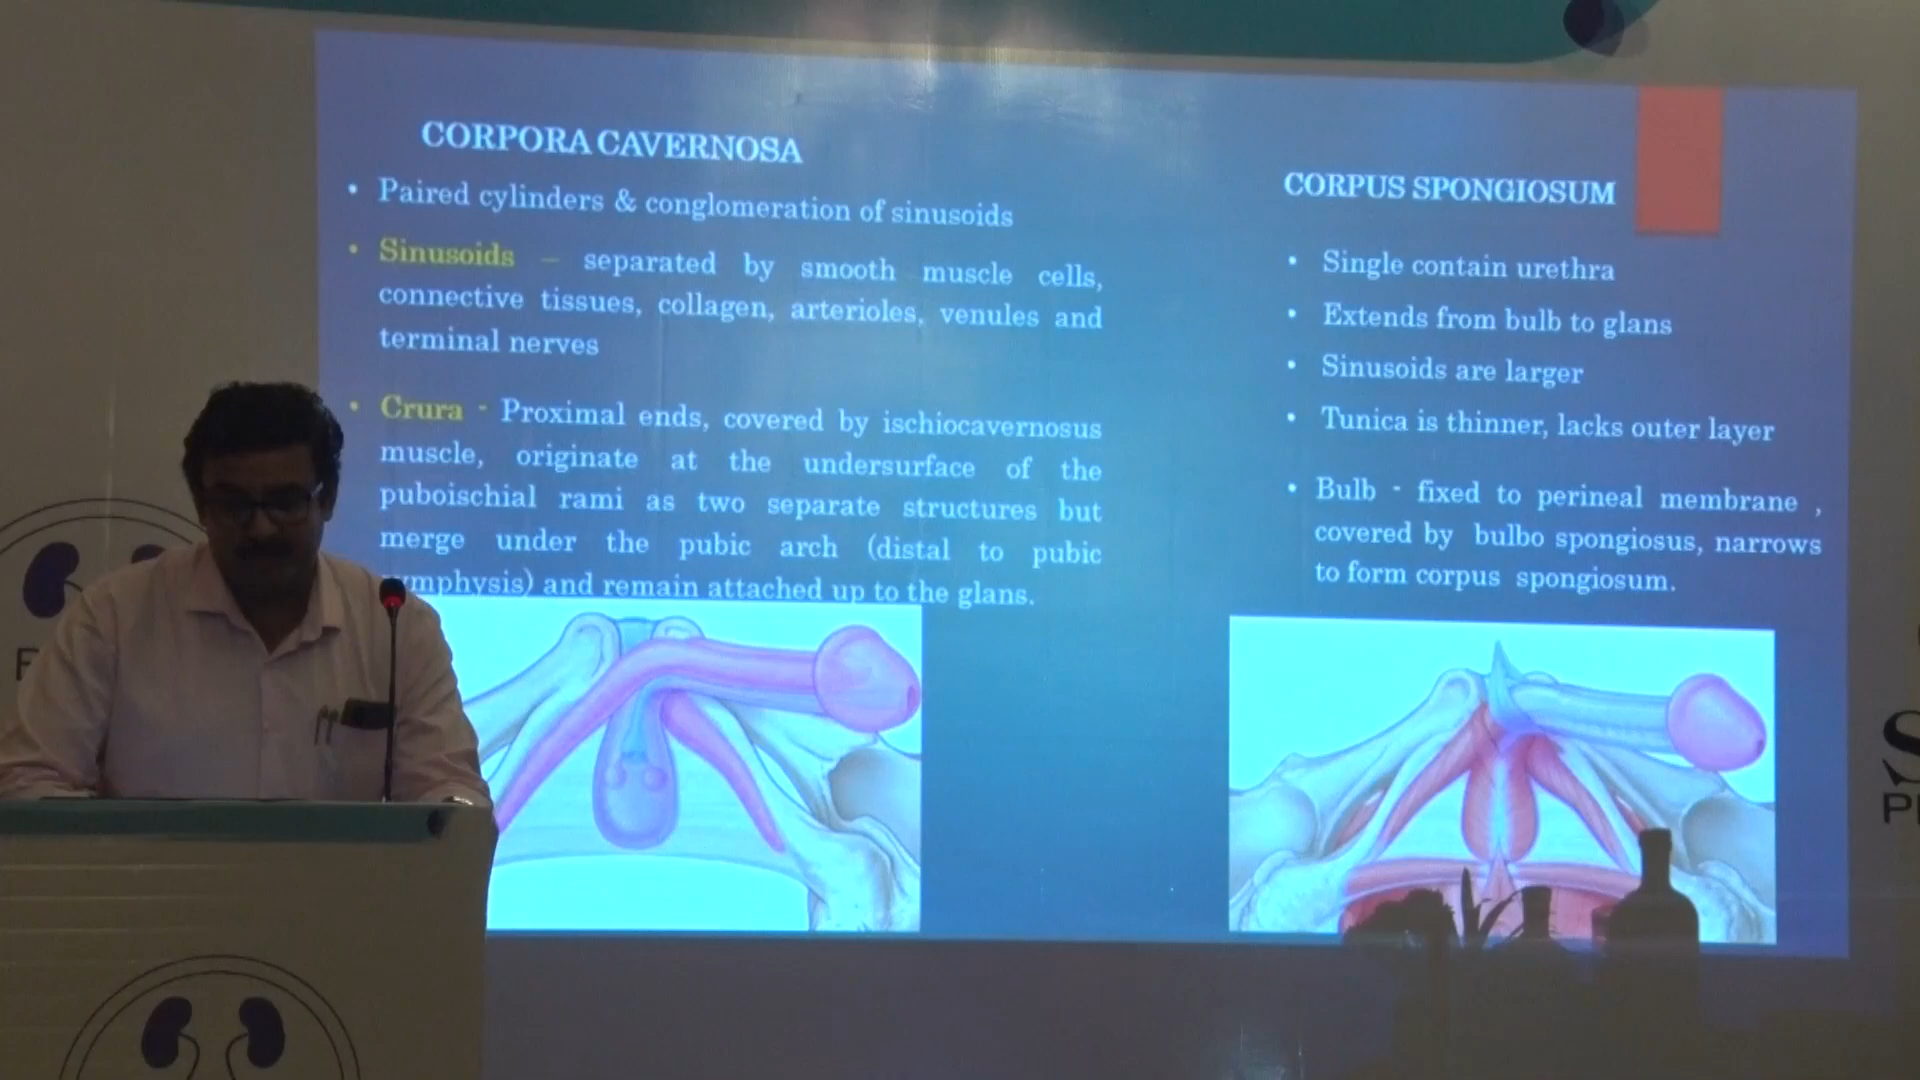 CORPORA CAVERNOSA
• Paired cylinders & conglomeration of sinusoids
• Sinusoids – separated by smooth muscle cells,
connective tissues, collagen, arterioles, venules and
terminal nerves
• Crura - Proximal ends, covered by ischiocavernosus
muscle, originate at the undersurface of the
puboischial rami as two separate structures but
merge under the pubic arch (distal to pubic
ymphysis) and remain attached up to the glans.
CORPUS SPONGIOSUM
• Single contain urethra
• Extends from bulb to glans
• Sinusoids are larger
• Tunica is thinner, lacks outer layer
• Bulb - fixed to perineal membrane ,
covered by bulbo spongiosus, narrows
to form corpus spongiosum.